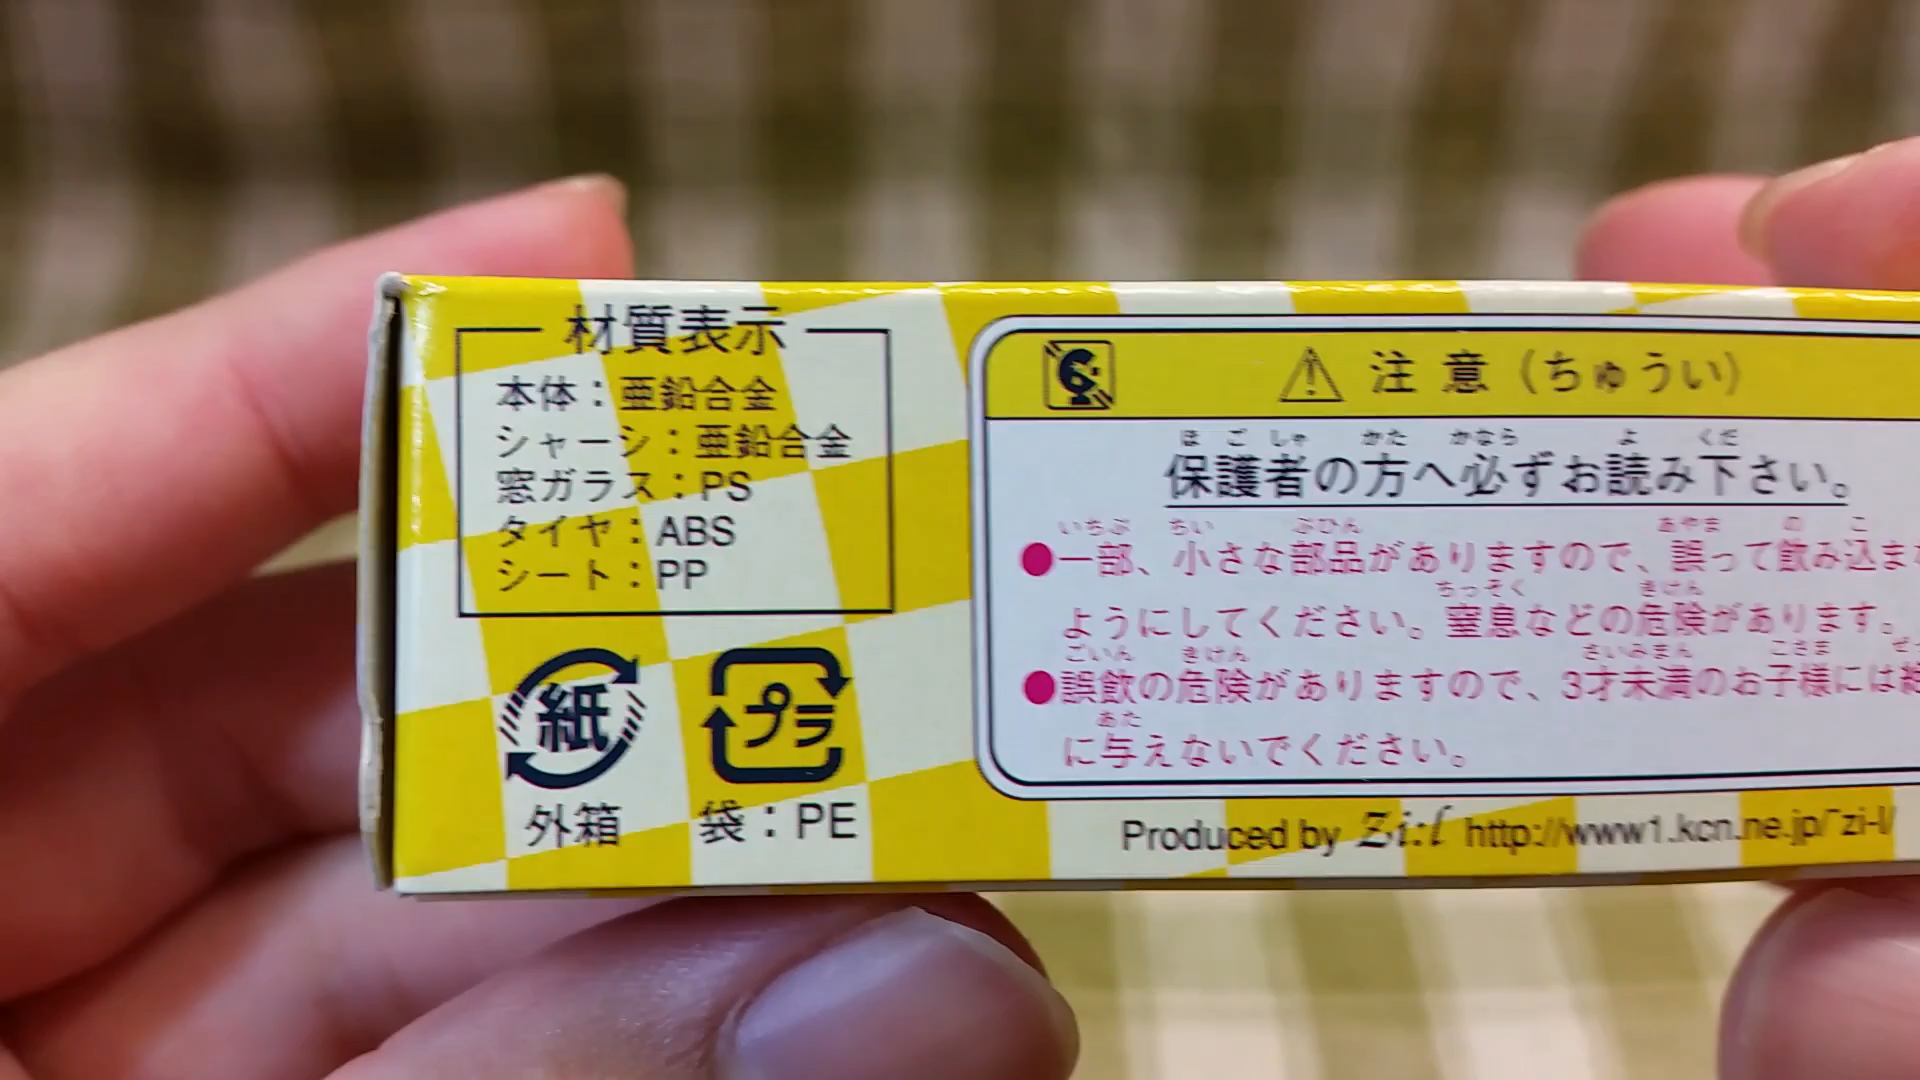 材質表示
本体：亜鉛合金
シャーシ：亜鉛合金
窓ガラス：PS
タイヤ：ABS
シート：PP
紙
外箱
プラ
袋：PE
注 意（ちゅうい）
ほ ご しゃ かた かなら よ くだ
保護者の方へ必ずお読み下さい。
いちぶ ちい ぶひん あやま の こ
●一部、小さな部品がありますので、誤って飲み込まな
ちっそく きけん
ようにしてください。窒息などの危険があります。
ごいん きけん さいみまん こさま ぜっ
●誤飲の危険がありますので、3才未満のお子様には絶
あた
に与えないでください。
Produced by Zi:l http://www1.kcn.ne.jp/~zi-l/